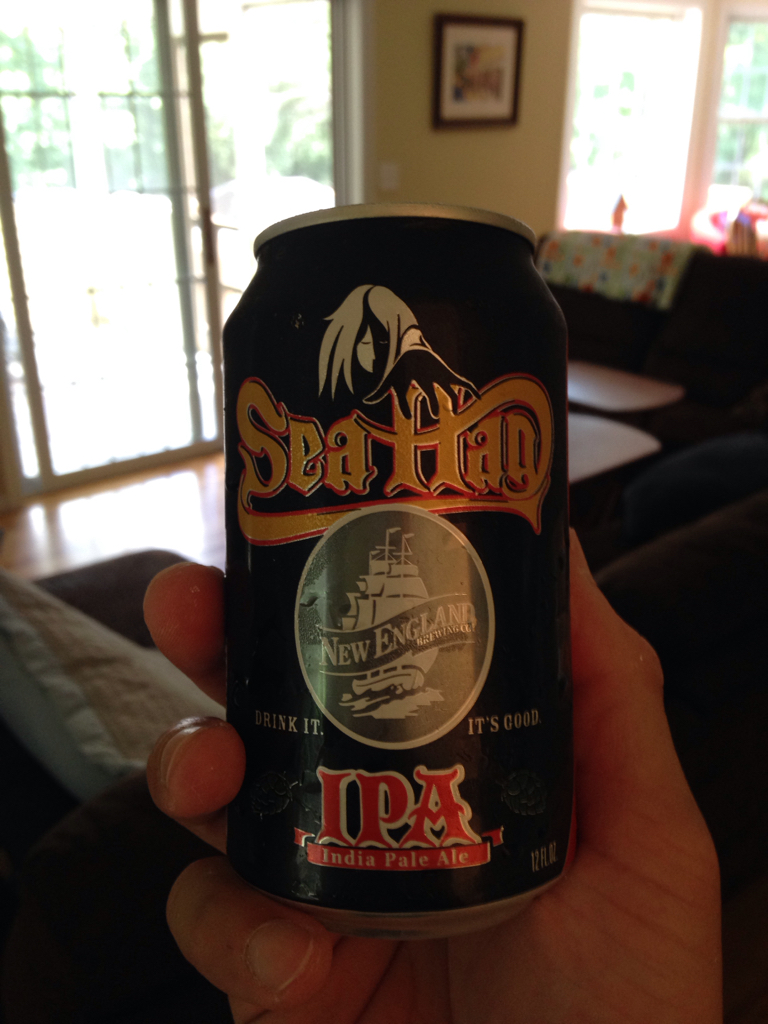 Sea Hag
NEW ENGLAND
BREWING CO.
DRINK IT. IT'S GOOD.
IPA
India Pale Ale
12 FL. OZ.